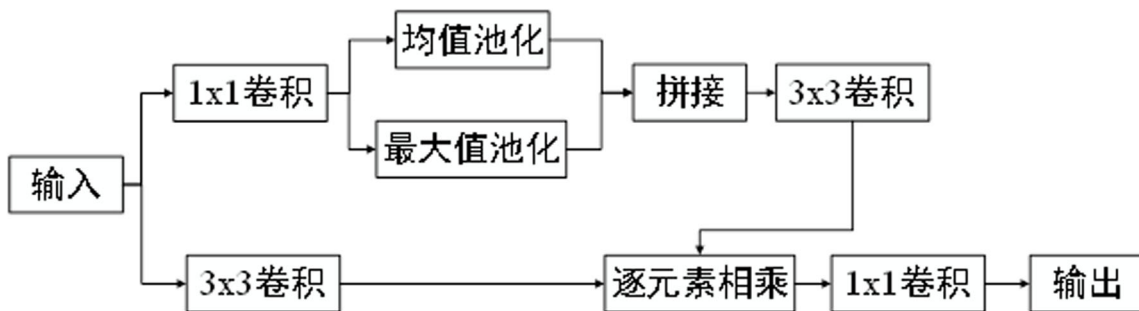 均值池化
1x1卷积
拼接
3x3卷积
最大值池化
输入
3x3卷积
逐元素相乘
1x1卷积
输出